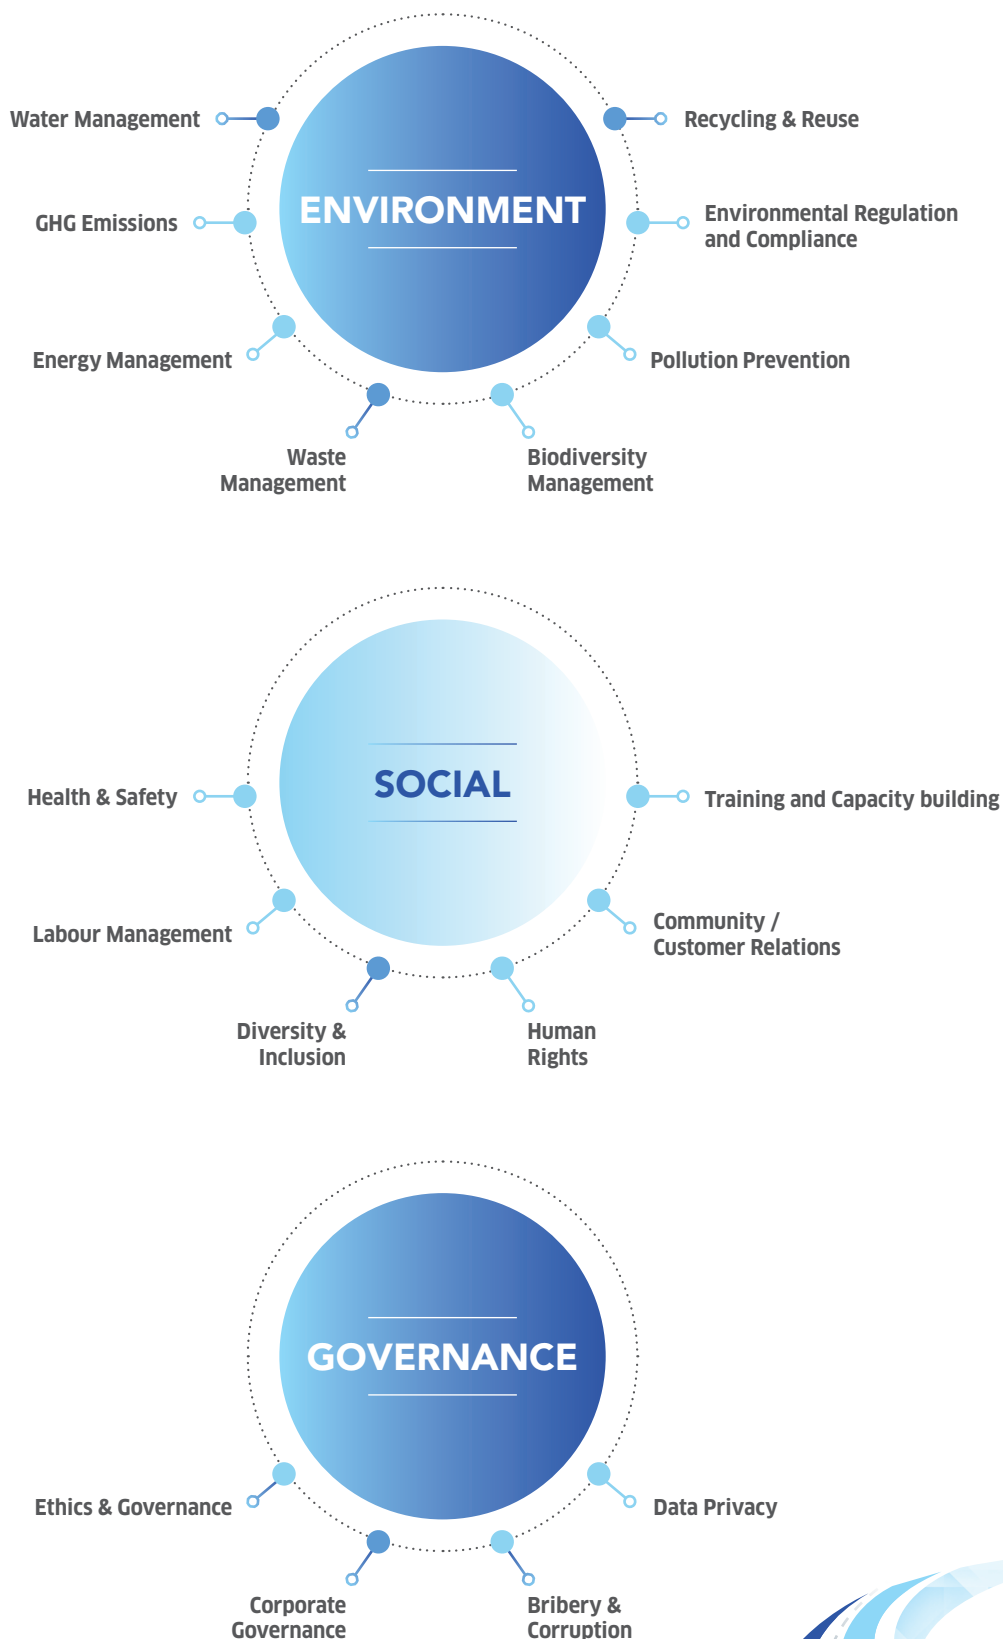 Water Management
Recycling & Reuse
ENVIRONMENT
GHG Emissions
Environmental Regulation
and Compliance
Energy Management
Pollution Prevention
Waste
Management
Biodiversity
Management
SOCIAL
Health & Safety
Training and Capacity building
Labour Management
Community /
Customer Relations
Diversity &
Inclusion
Human
Rights
GOVERNANCE
Ethics & Governance
Data Privacy
Corporate
Governance
Bribery &
Corruption